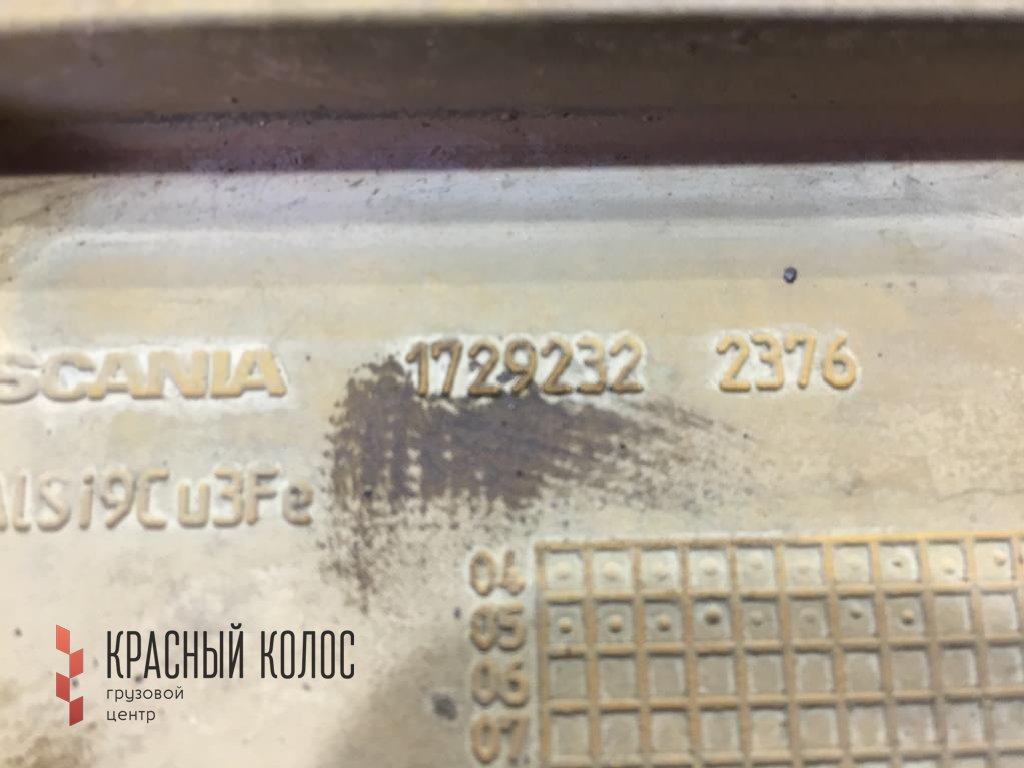 SCANIA 1729232 2376
AlSi9Cu3Fe
04
05
06
07
КРАСНЫЙ КОЛОС
грузовой
центр